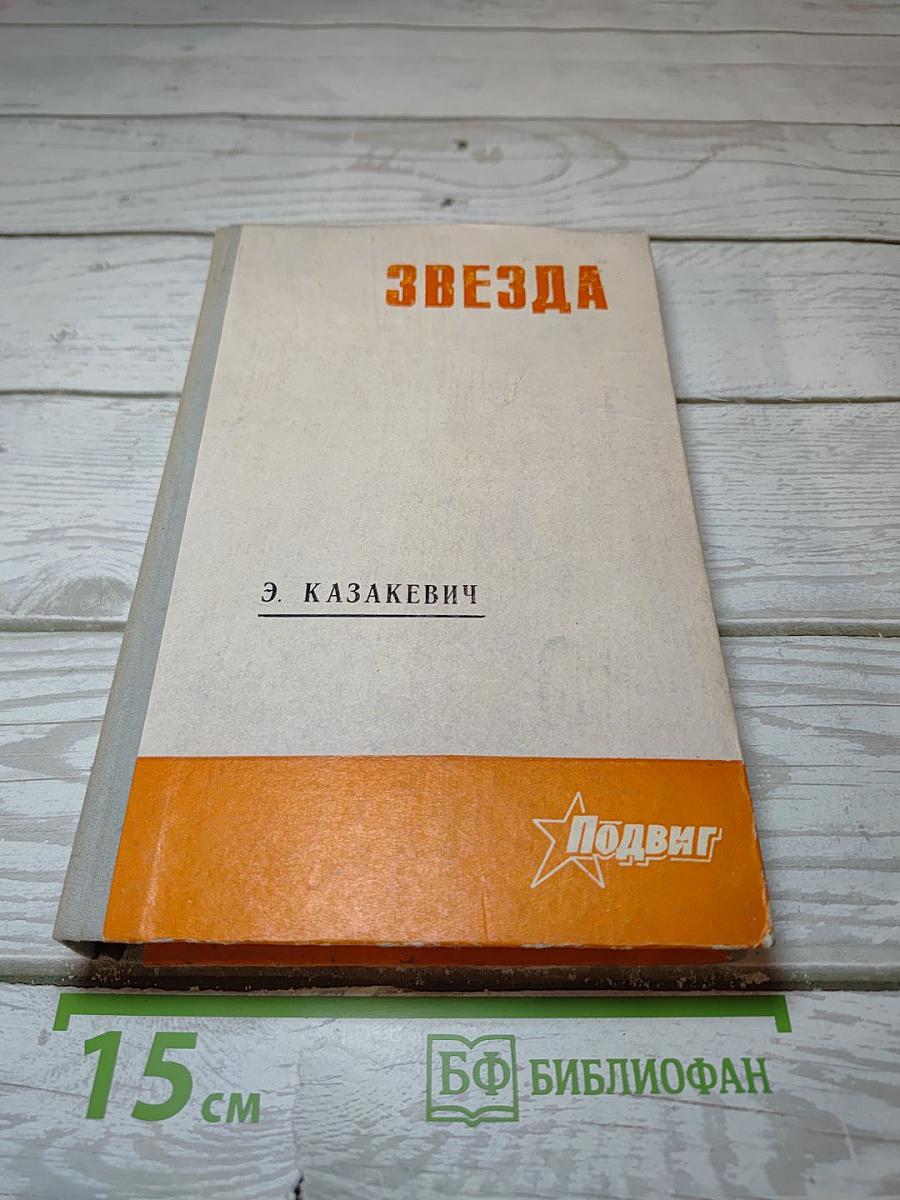 ЗВЕЗДА
Э. КАЗАКЕВИЧ
Подвиг
15 см
БФ БИБЛИОФАН